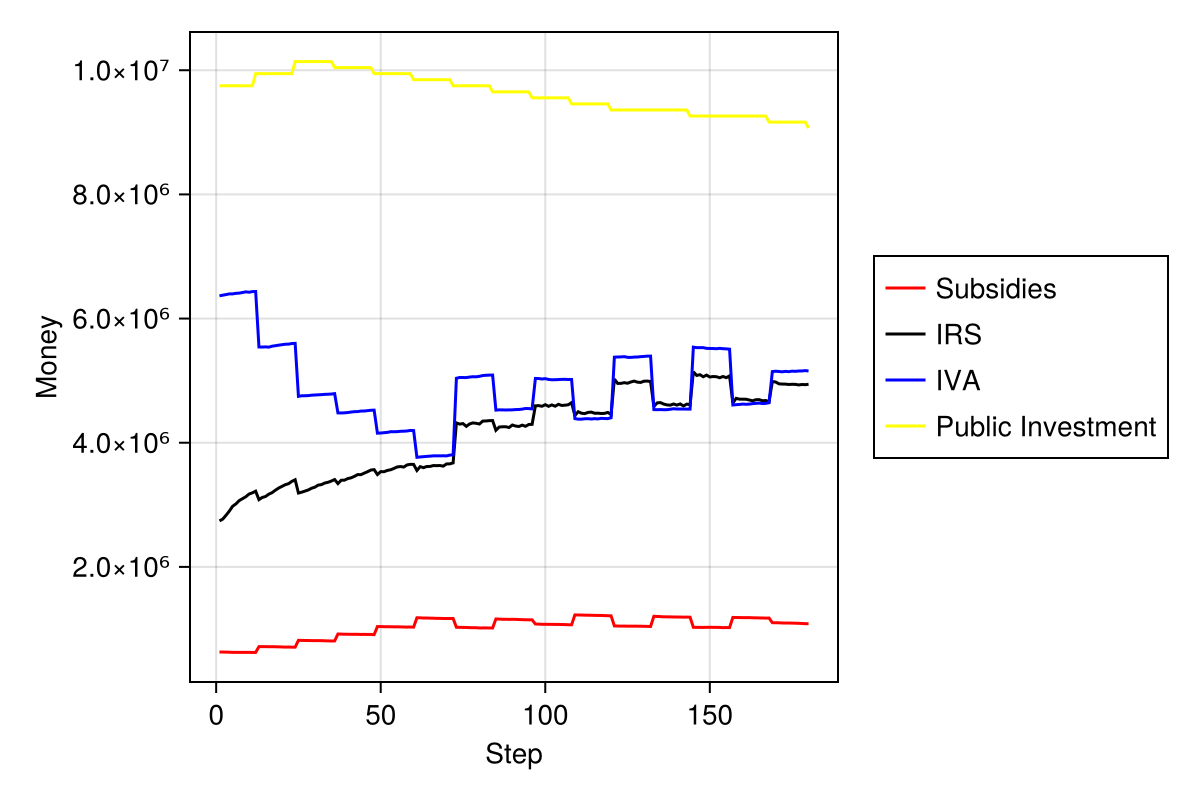 1.0×10⁷
8.0×10⁶
6.0×10⁶
4.0×10⁶
2.0×10⁶
Money
0 50 100 150
Step
Subsidies
IRS
IVA
Public Investment